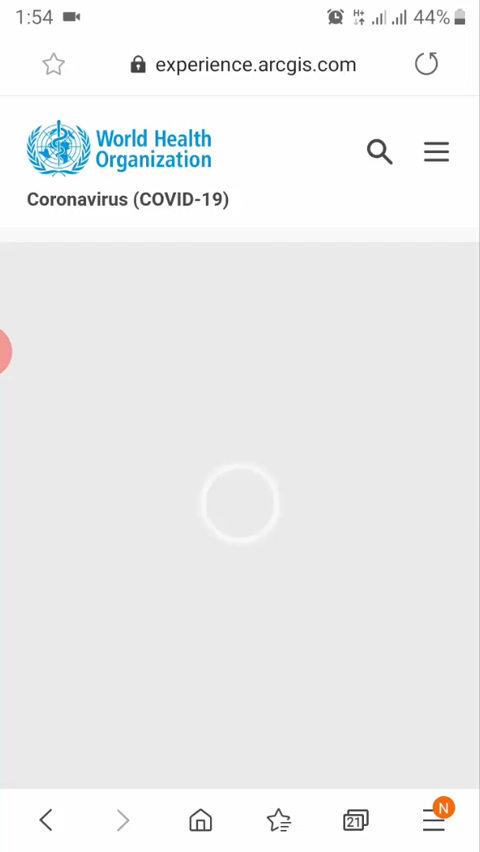 1:54 H+ 44%
experience.arcgis.com
World Health
Organization
Coronavirus (COVID-19)
21 N